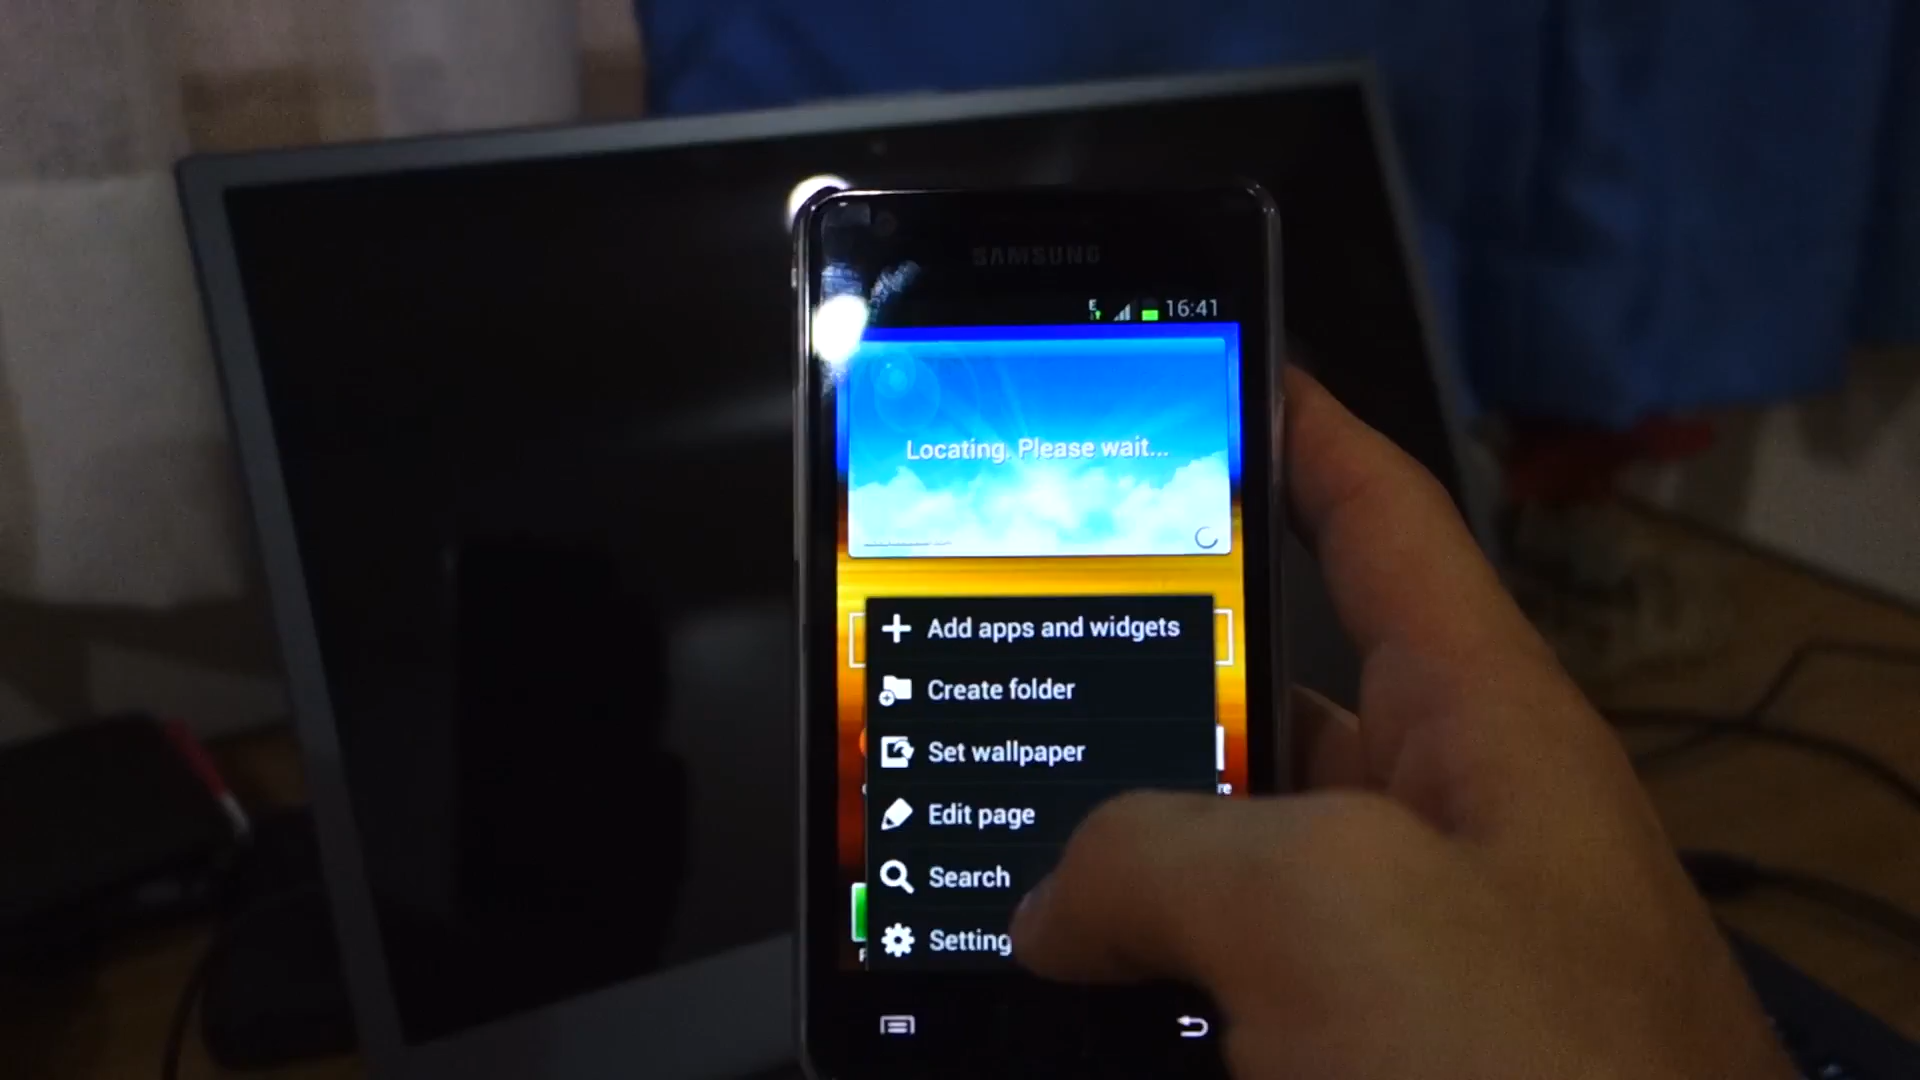 SAMSUNG
E 16:41
Locating. Please wait...
Add apps and widgets
Create folder
Set wallpaper
Edit page
Search
Setting